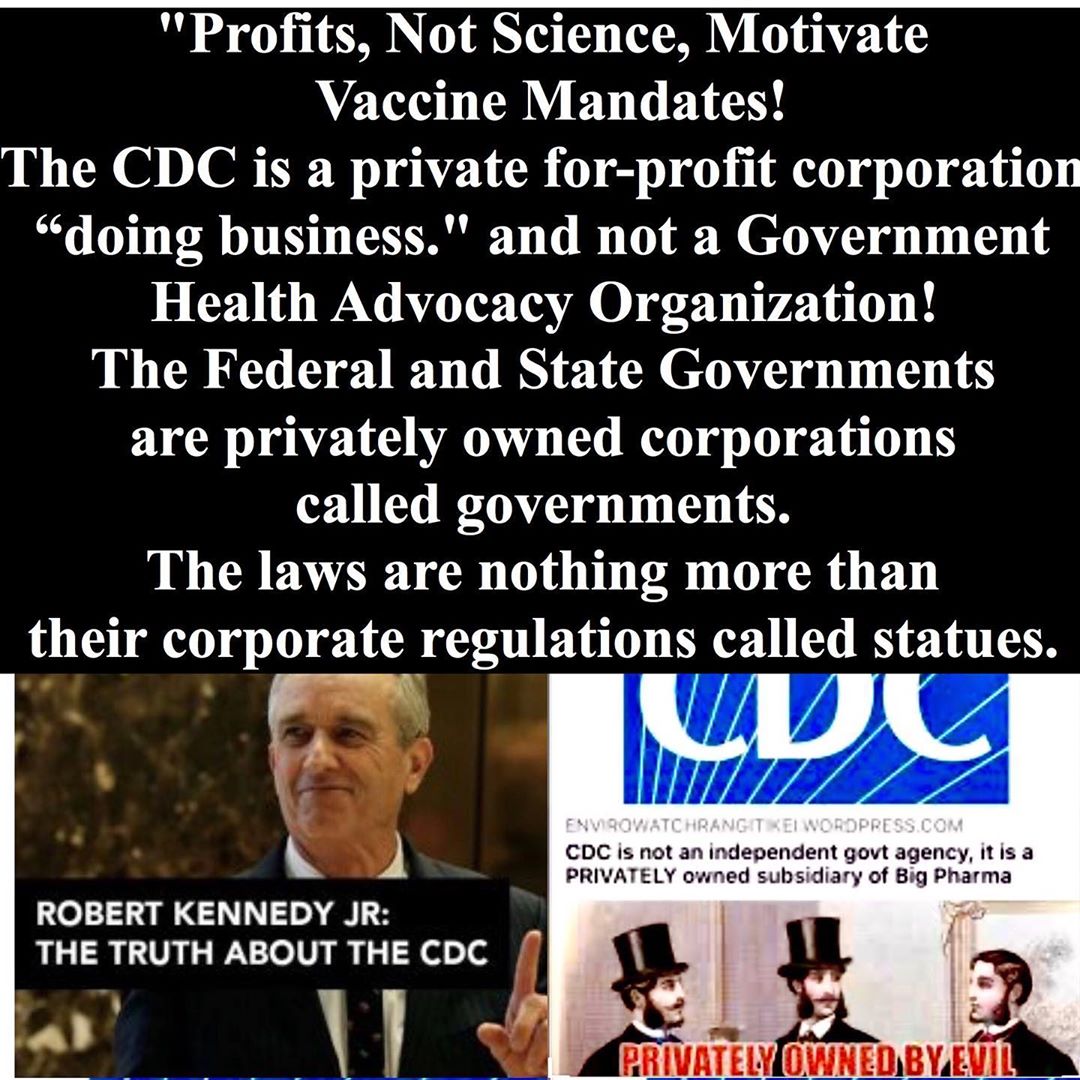 "Profits, Not Science, Motivate
Vaccine Mandates!
The CDC is a private for-profit corporation
“doing business." and not a Government
Health Advocacy Organization!
The Federal and State Governments
are privately owned corporations
called governments.
The laws are nothing more than
their corporate regulations called statues.
ROBERT KENNEDY JR:
THE TRUTH ABOUT THE CDC
CDC
ENVIROWATCHRANGITIKEI.WORDPRESS.COM
CDC is not an independent govt agency, it is a
PRIVATELY owned subsidiary of Big Pharma
PRIVATELY OWNED BY EVIL